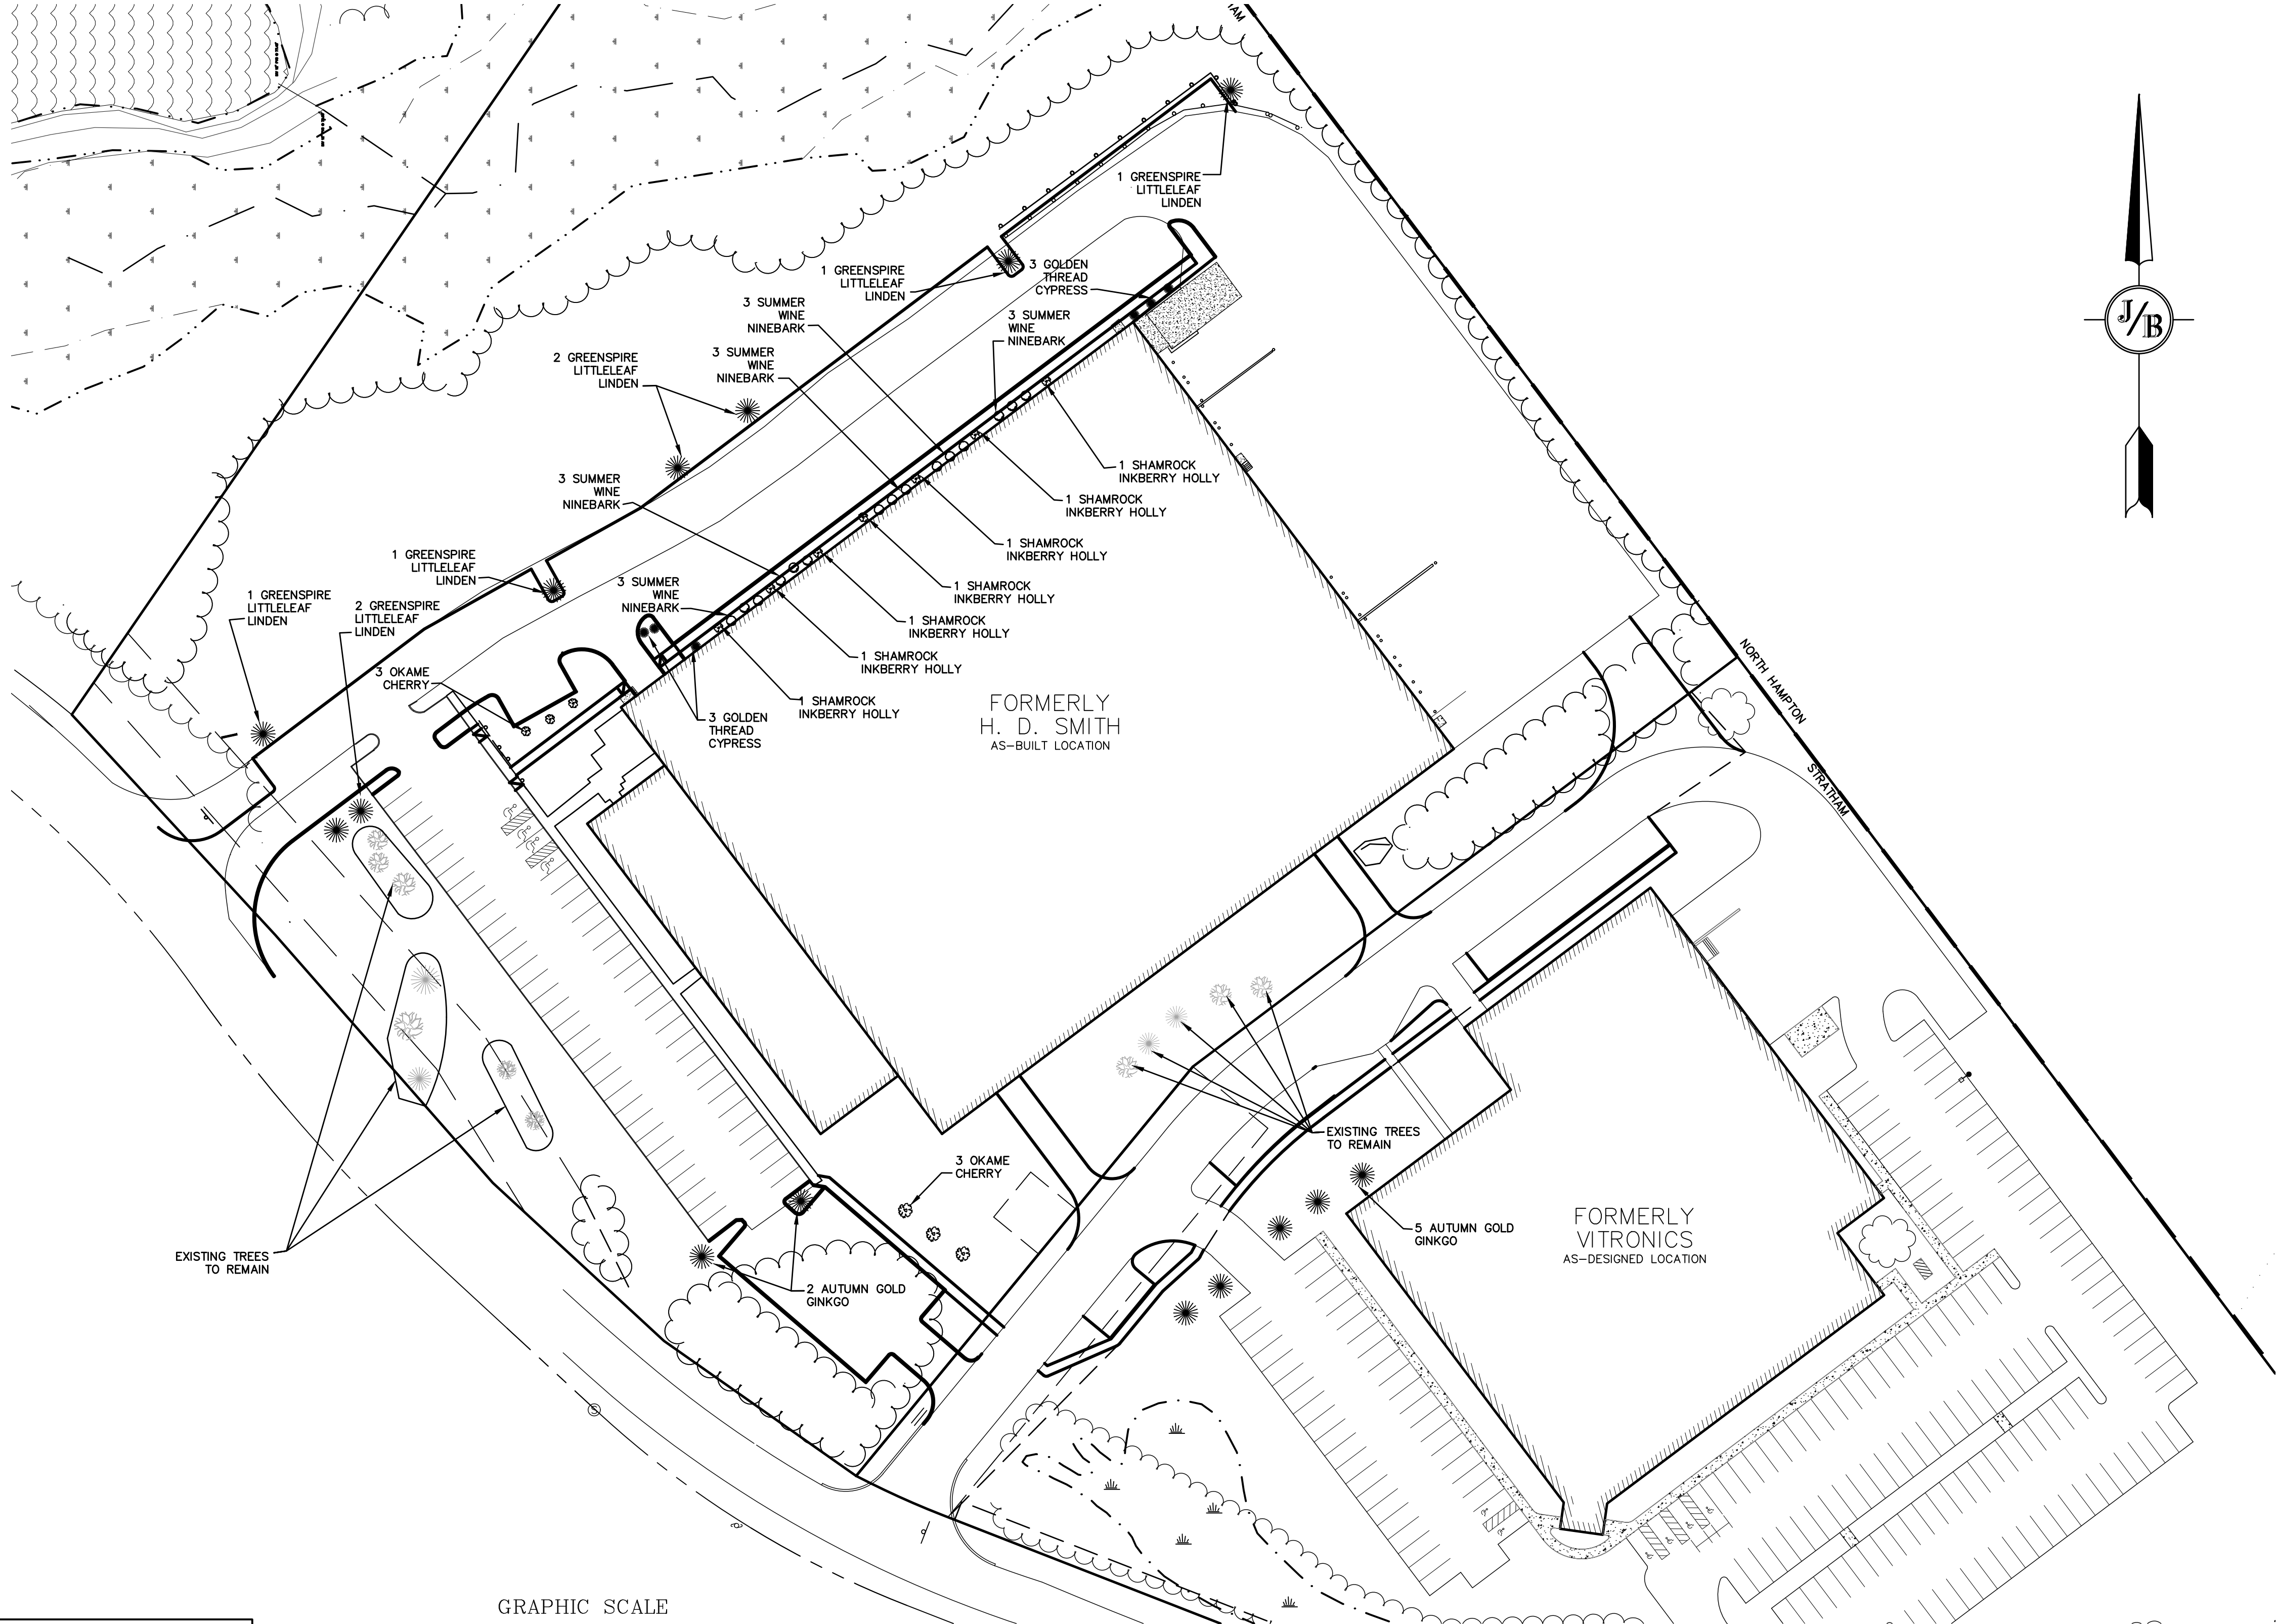 1 GREENSPIRE
LITTLELEAF
LINDEN
1 GREENSPIRE
LITTLELEAF
LINDEN
3 GOLDEN
THREAD
CYPRESS
3 SUMMER
WINE
NINEBARK
3 SUMMER
WINE
NINEBARK
3 SUMMER
WINE
NINEBARK
2 GREENSPIRE
LITTLELEAF
LINDEN
J/B
1 SHAMROCK
INKBERRY HOLLY
1 SHAMROCK
INKBERRY HOLLY
3 SUMMER
WINE
NINEBARK
1 SHAMROCK
INKBERRY HOLLY
1 GREENSPIRE
LITTLELEAF
LINDEN
3 SUMMER
WINE
NINEBARK
1 SHAMROCK
INKBERRY HOLLY
1 GREENSPIRE
LITTLELEAF
LINDEN
2 GREENSPIRE
LITTLELEAF
LINDEN
1 SHAMROCK
INKBERRY HOLLY
1 SHAMROCK
INKBERRY HOLLY
3 OKAME
CHERRY
1 SHAMROCK
INKBERRY HOLLY
3 GOLDEN
THREAD
CYPRESS
FORMERLY
H. D. SMITH
AS-BUILT LOCATION
NORTH HAMPTON
STRATHAM
EXISTING TREES
TO REMAIN
3 OKAME
CHERRY
5 AUTUMN GOLD
GINKGO
FORMERLY
VITRONICS
AS-DESIGNED LOCATION
EXISTING TREES
TO REMAIN
2 AUTUMN GOLD
GINKGO
S
GRAPHIC SCALE